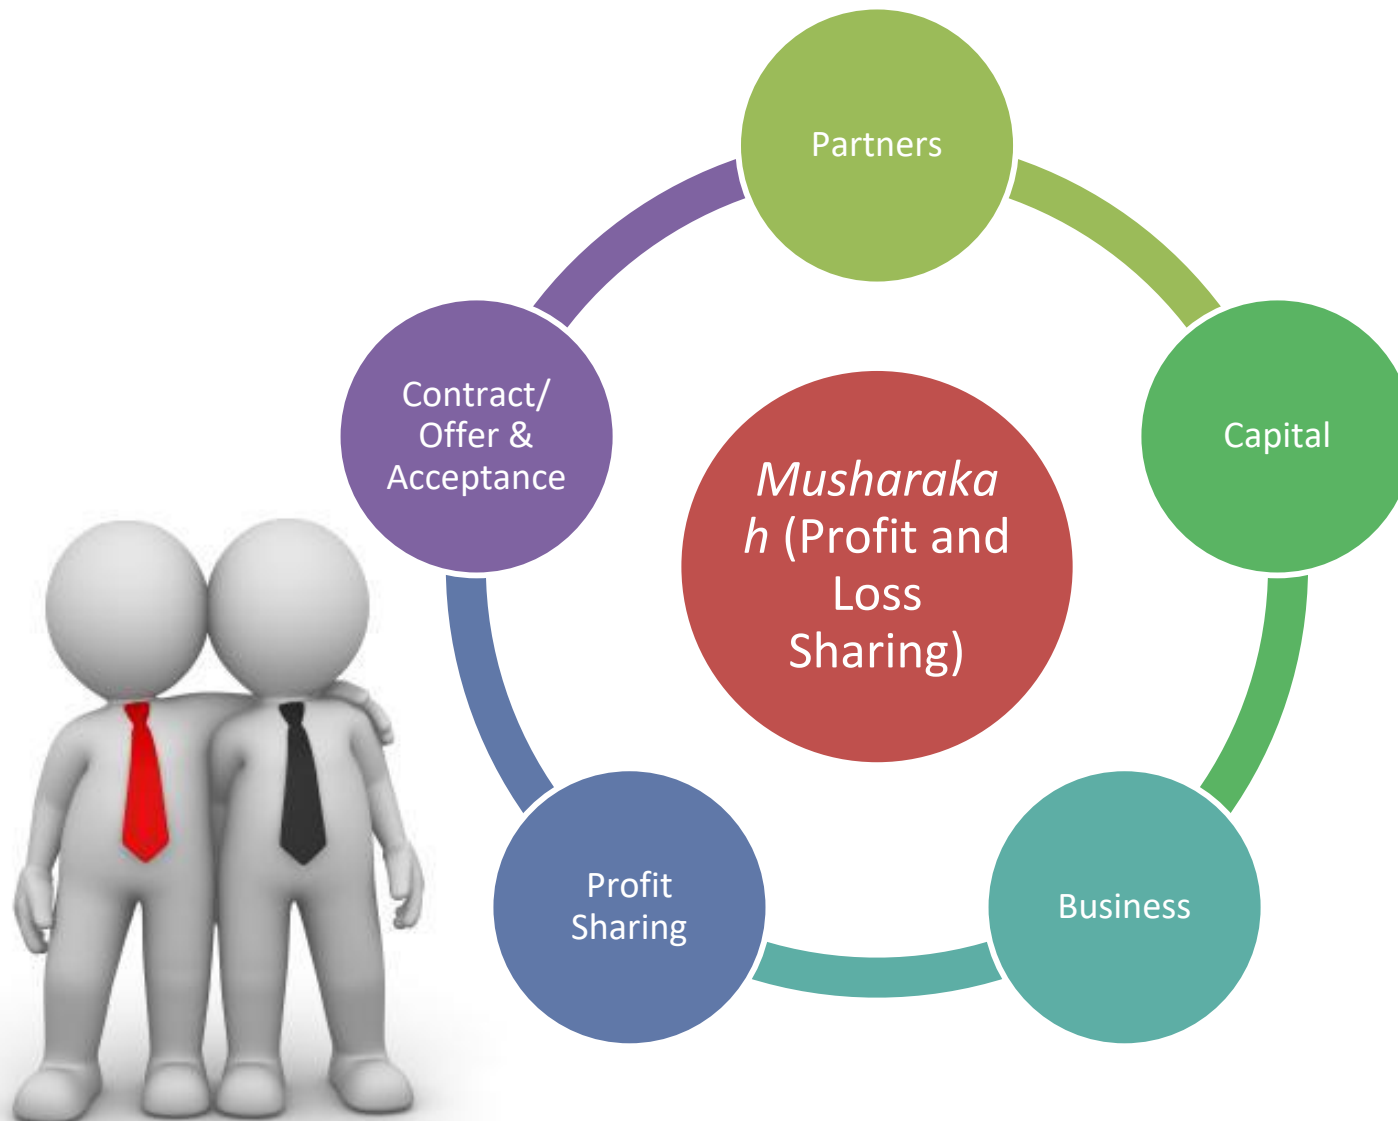 Partners
Capital
Business
Profit
Sharing
Contract/
Offer &
Acceptance
Musharaka
h (Profit and
Loss
Sharing)